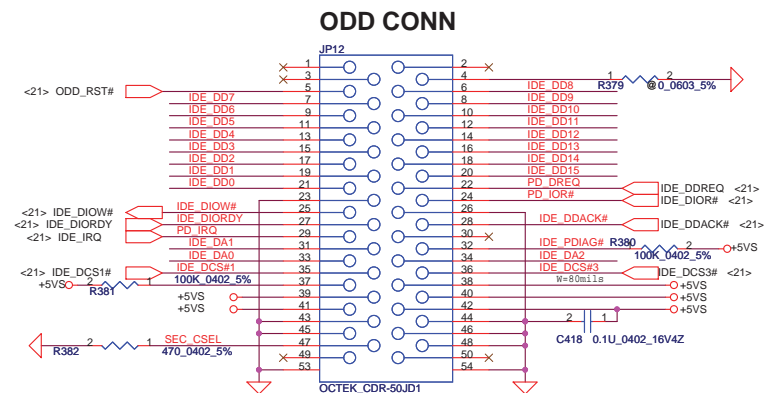 ODD CONN
JP12
1 2
3 4 1 R379 2 @0_0603_5%
<21> ODD_RST# 5 6 IDE_DD8
IDE_DD7 7 8 IDE_DD9
IDE_DD6 9 10 IDE_DD10
IDE_DD5 11 12 IDE_DD11
IDE_DD4 13 14 IDE_DD12
IDE_DD3 15 16 IDE_DD13
IDE_DD2 17 18 IDE_DD14
IDE_DD1 19 20 IDE_DD15
IDE_DD0 21 22 PD_DREQ IDE_DDREQ <21>
23 24 PD_IOR# IDE_DIOR# <21>
<21> IDE_DIOW# IDE_DIOW# 25 26
<21> IDE_DIORDY IDE_DIORDY 27 28 IDE_DDACK# IDE_DDACK# <21>
<21> IDE_IRQ PD_IRQ 29 30
IDE_DA1 31 32 IDE_PDIAG# R380 1 2 100K_0402_5% +5VS
IDE_DA0 33 34 IDE_DA2
<21> IDE_DCS1# IDE_DCS#1 35 36 IDE_DCS#3 IDE_DCS3# <21>
+5VS 2 R381 1 100K_0402_5% 37 38 W=80mils +5VS
+5VS 39 40 +5VS
+5VS 41 42 +5VS
43 44 2 1 C418 0.1U_0402_16V4Z
45 46
R382 2 1 SEC_CSEL 470_0402_5% 47 48
49 50
53 54
OCTEK_CDR-50JD1